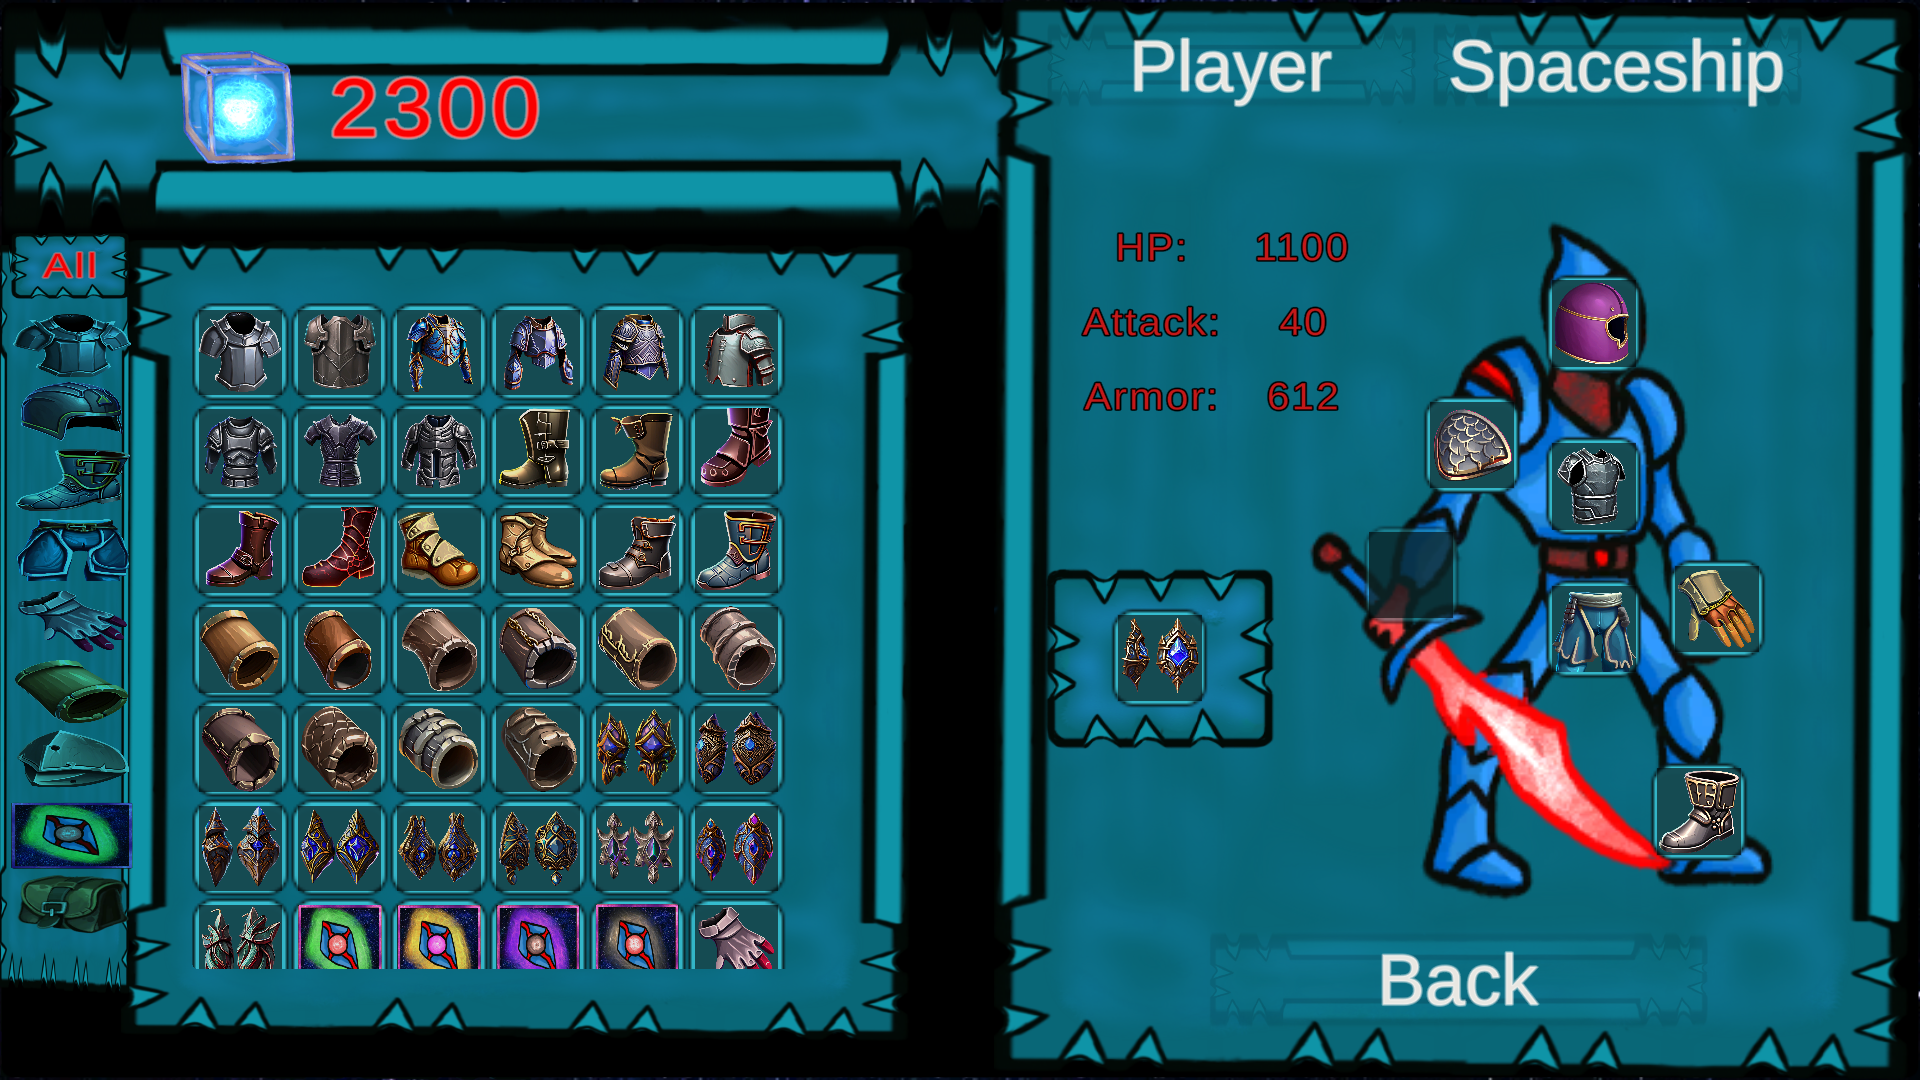 2300
Player Spaceship
All
HP: 1100
Attack: 40
Armor: 612
Back